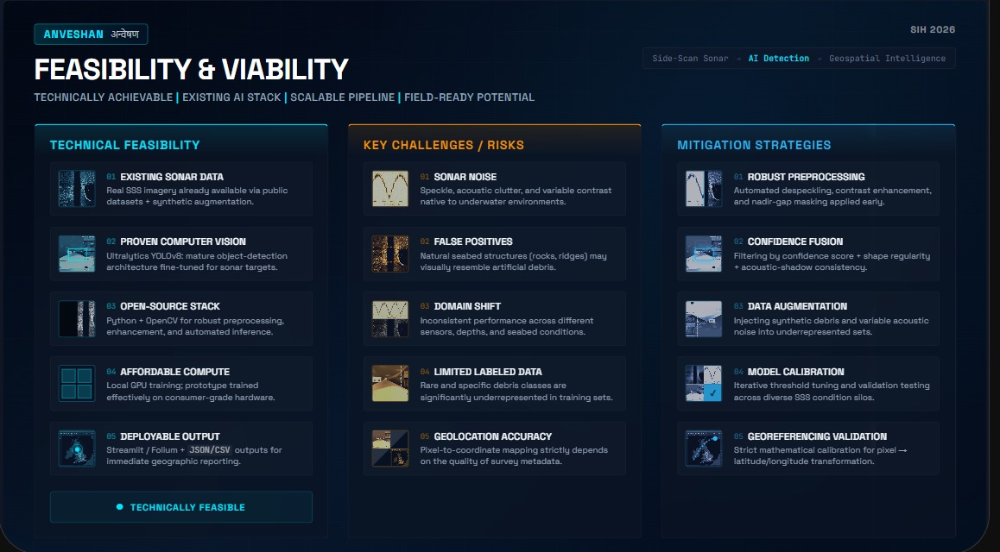 ANVESHAN अन्वेषण
SIH 2026
FEASIBILITY & VIABILITY
Side-Scan Sonar → AI Detection → Geospatial Intelligence
TECHNICALLY ACHIEVABLE | EXISTING AI STACK | SCALABLE PIPELINE | FIELD-READY POTENTIAL
TECHNICAL FEASIBILITY
01 EXISTING SONAR DATA
Real SSS imagery already available via public
datasets + synthetic augmentation.
02 PROVEN COMPUTER VISION
Ultralytics YOLOv8: mature object-detection
architecture fine-tuned for sonar targets.
03 OPEN-SOURCE STACK
Python + OpenCV for robust preprocessing,
enhancement, and automated inference.
04 AFFORDABLE COMPUTE
Local GPU training; prototype trained
effectively on consumer-grade hardware.
05 DEPLOYABLE OUTPUT
Streamlit / Folium + JSON/CSV outputs for
immediate geographic reporting.
TECHNICALLY FEASIBLE
KEY CHALLENGES / RISKS
01 SONAR NOISE
Speckle, acoustic clutter, and variable contrast
native to underwater environments.
02 FALSE POSITIVES
Natural seabed structures (rocks, ridges) may
visually resemble artificial debris.
03 DOMAIN SHIFT
Inconsistent performance across different
sensors, depths, and seabed conditions.
04 LIMITED LABELED DATA
Rare and specific debris classes are
significantly underrepresented in training sets.
05 GEOLOCATION ACCURACY
Pixel-to-coordinate mapping strictly depends
on the quality of survey metadata.
MITIGATION STRATEGIES
01 ROBUST PREPROCESSING
Automated despeckling, contrast enhancement,
and nadir-gap masking applied early.
02 CONFIDENCE FUSION
Filtering by confidence score + shape regularity
+ acoustic-shadow consistency.
03 DATA AUGMENTATION
Injecting synthetic debris and variable acoustic
noise into underrepresented sets.
04 MODEL CALIBRATION
Iterative threshold tuning and validation testing
across diverse SSS condition silos.
05 GEOREFERENCING VALIDATION
Strict mathematical calibration for pixel →
latitude/longitude transformation.